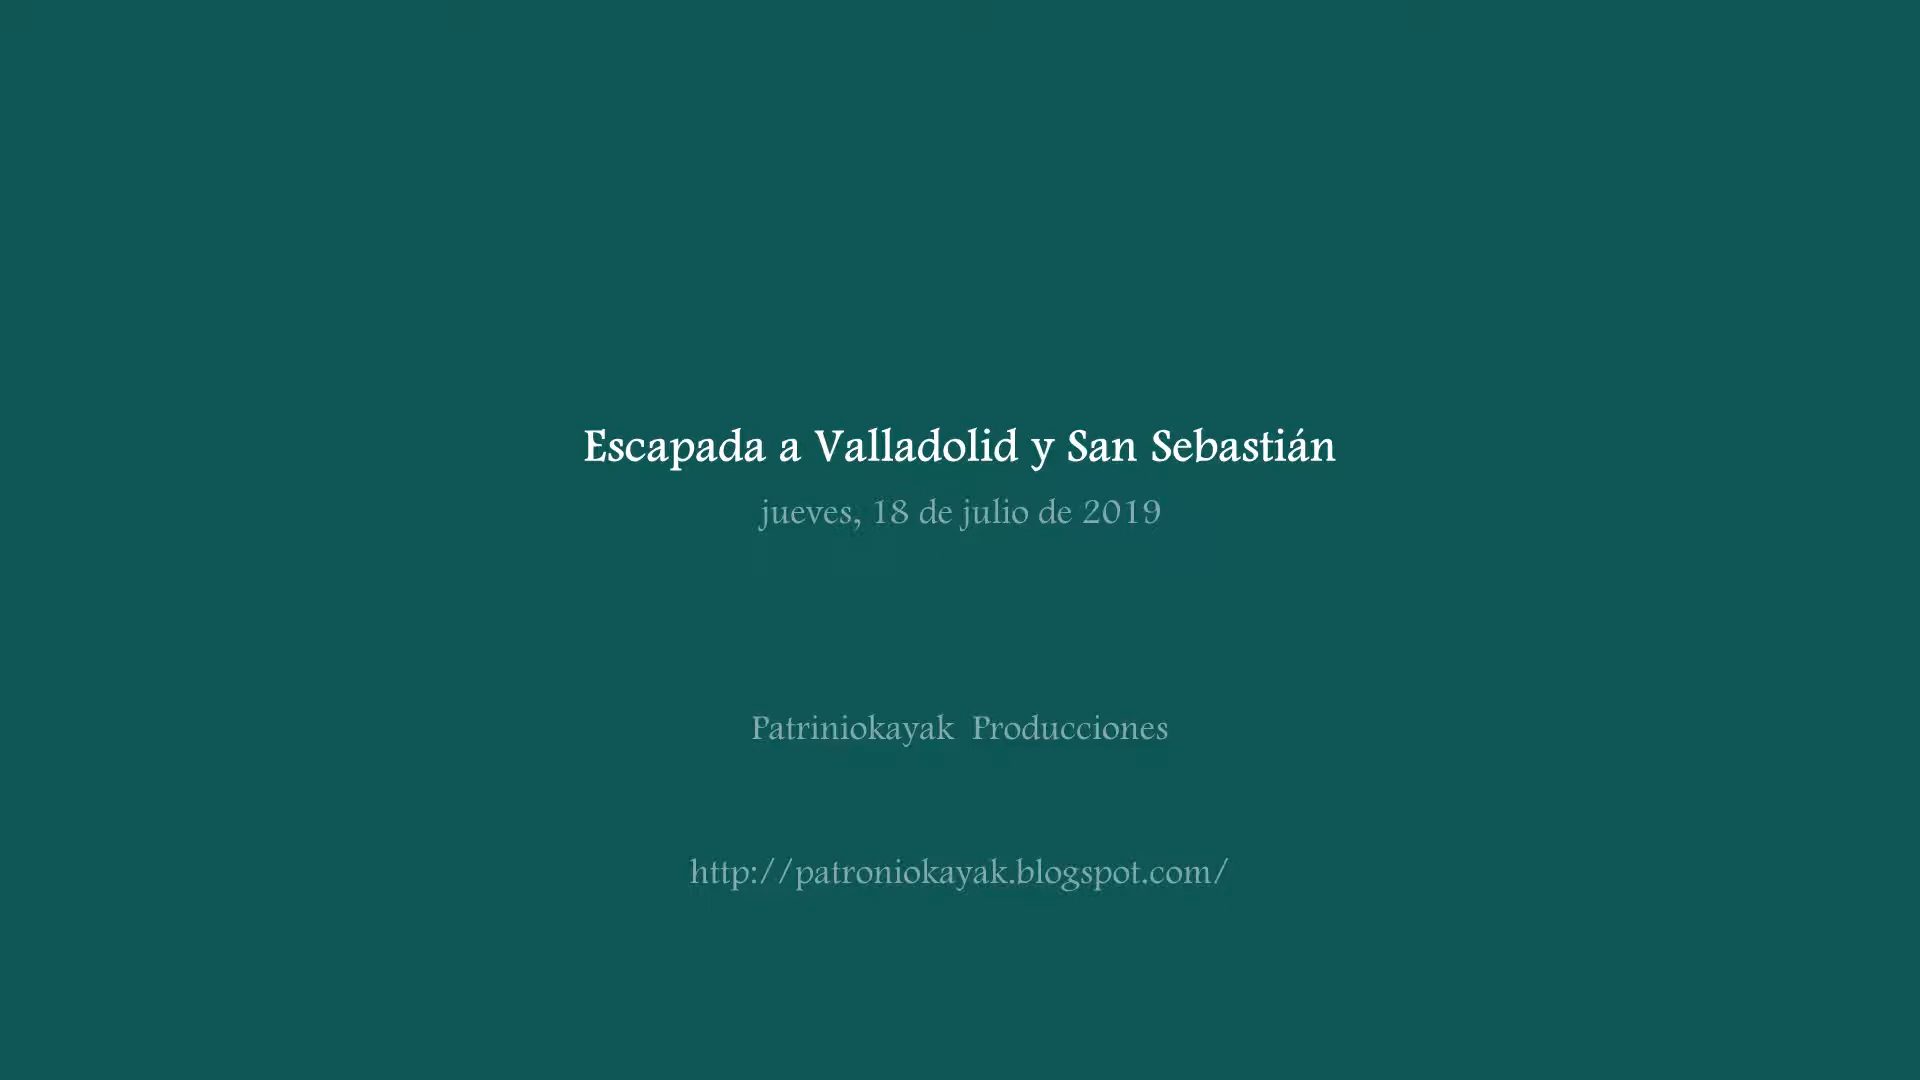 Escapada a Valladolid y San Sebastián
jueves, 18 de julio de 2019
Patriniokayak Producciones
http://patroniokayak.blogspot.com/